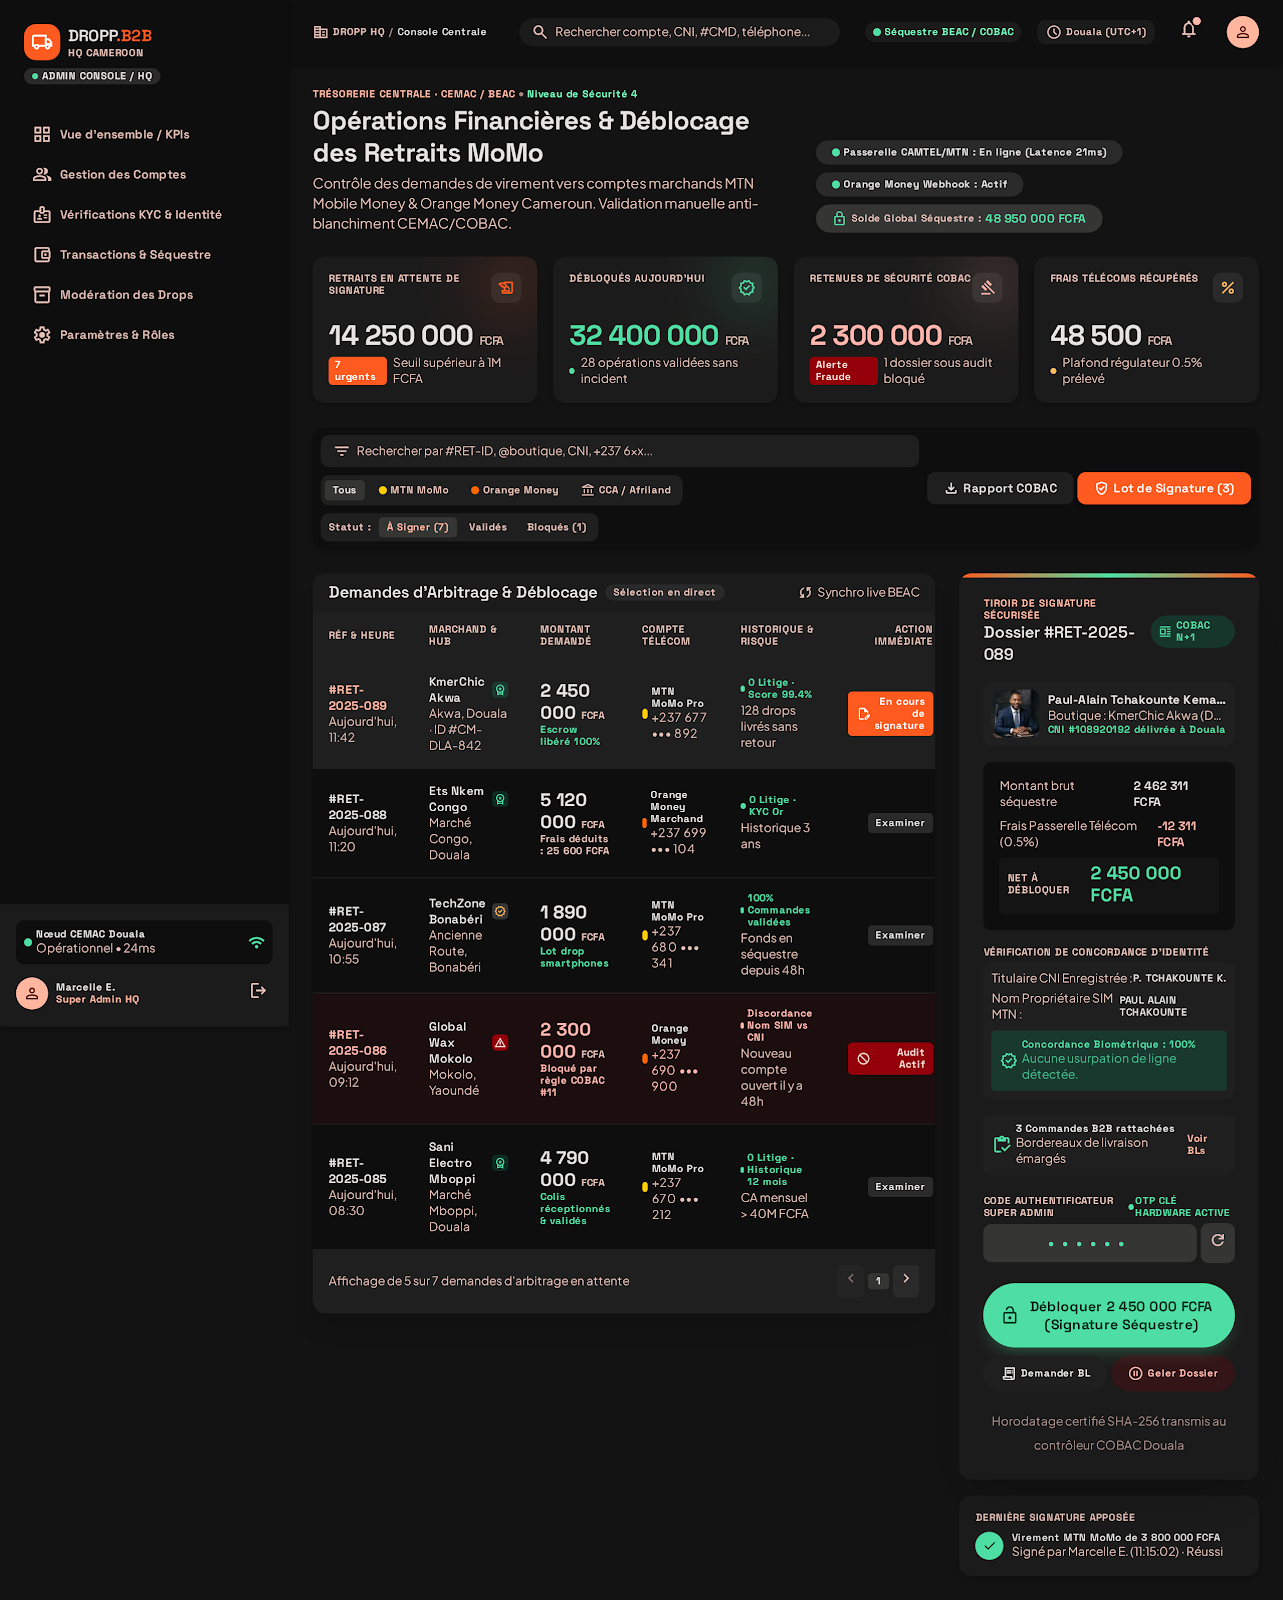 DROPP.B2B
HQ CAMEROON
ADMIN CONSOLE / HQ
Vue d'ensemble / KPIs
Gestion des Comptes
Vérifications KYC & Identité
Transactions & Séquestre
Modération des Drops
Paramètres & Rôles
Nœud CEMAC Douala
Opérationnel • 24ms
Marcelle E.
Super Admin HQ
DROPP HQ / Console Centrale
Rechercher compte, CNI, #CMD, téléphone...
Séquestre BEAC / COBAC
Douala (UTC+1)
TRÉSORERIE CENTRALE · CEMAC / BEAC • Niveau de Sécurité 4
Opérations Financières & Déblocage
des Retraits MoMo
Contrôle des demandes de virement vers comptes marchands MTN
Mobile Money & Orange Money Cameroun. Validation manuelle anti-
blanchiment CEMAC/COBAC.
Passerelle CAMTEL/MTN : En ligne (Latence 21ms)
Orange Money Webhook : Actif
Solde Global Séquestre : 48 950 000 FCFA
RETRAITS EN ATTENTE DE
SIGNATURE
14 250 000 FCFA
7
urgents
Seuil supérieur à 1M
FCFA
DÉBLOQUÉS AUJOURD'HUI
32 400 000 FCFA
28 opérations validées sans
incident
RETENUES DE SÉCURITÉ COBAC
2 300 000 FCFA
Alerte
Fraude
1 dossier sous audit
bloqué
FRAIS TÉLÉCOMS RÉCUPÉRÉS
48 500 FCFA
Plafond régulateur 0.5%
prélevé
Rechercher par #RET-ID, @boutique, CNI, +237 6xx...
Tous
MTN MoMo
Orange Money
CCA / Afriland
Statut :
À Signer (7)
Validés
Bloqués (1)
Rapport COBAC
Lot de Signature (3)
Demandes d'Arbitrage & Déblocage
Sélection en direct
Synchro live BEAC
RÉF & HEURE
MARCHAND &
HUB
MONTANT
DEMANDÉ
COMPTE
TÉLÉCOM
HISTORIQUE &
RISQUE
ACTION
IMMÉDIATE
#RET-
2025-089
Aujourd'hui,
11:42
KmerChic
Akwa
Akwa, Douala
· ID #CM-
DLA-842
2 450
000 FCFA
Escrow
libéré 100%
MTN
MoMo Pro
+237 677
••• 892
0 Litige ·
Score 99.4%
128 drops
livrés sans
retour
En cours
de
signature
#RET-
2025-088
Aujourd'hui,
11:20
Ets Nkem
Congo
Marché
Congo,
Douala
5 120
000 FCFA
Frais déduits
: 25 600 FCFA
Orange
Money
Marchand
+237 699
••• 104
0 Litige ·
KYC Or
Historique 3
ans
Examiner
#RET-
2025-087
Aujourd'hui,
10:55
TechZone
Bonabéri
Ancienne
Route,
Bonabéri
1 890
000 FCFA
Lot drop
smartphones
MTN
MoMo Pro
+237
680 •••
341
100%
Commandes
validées
Fonds en
séquestre
depuis 48h
Examiner
#RET-
2025-086
Aujourd'hui,
09:12
Global
Wax
Mokolo
Mokolo,
Yaoundé
2 300
000 FCFA
Bloqué par
règle COBAC
#11
Orange
Money
+237
690 •••
900
Discordance
Nom SIM vs
CNI
Nouveau
compte
ouvert il y a
48h
Audit
Actif
#RET-
2025-085
Aujourd'hui,
08:30
Sani
Electro
Mboppi
Marché
Mboppi,
Douala
4 790
000 FCFA
Colis
réceptionnés
& validés
MTN
MoMo Pro
+237
670 •••
212
0 Litige ·
Historique
12 mois
CA mensuel
> 40M FCFA
Examiner
Affichage de 5 sur 7 demandes d'arbitrage en attente
1
TIROIR DE SIGNATURE
SÉCURISÉE
Dossier #RET-2025-
089
COBAC
N+1
Paul-Alain Tchakounte Kema...
Boutique : KmerChic Akwa (D...
CNI #108920192 délivrée à Douala
Montant brut
séquestre
2 462 311
FCFA
Frais Passerelle Télécom
(0.5%)
-12 311
FCFA
NET À
DÉBLOQUER
2 450 000
FCFA
VÉRIFICATION DE CONCORDANCE D'IDENTITÉ
Titulaire CNI Enregistrée :
P. TCHAKOUNTE K.
Nom Propriétaire SIM
MTN :
PAUL ALAIN
TCHAKOUNTE
Concordance Biométrique : 100%
Aucune usurpation de ligne
détectée.
3 Commandes B2B rattachées
Bordereaux de livraison
émargés
Voir
BLs
CODE AUTHENTIFICATEUR
SUPER ADMIN
OTP CLÉ
HARDWARE ACTIVE
• • • • • •
Débloquer 2 450 000 FCFA
(Signature Séquestre)
Demander BL
Geler Dossier
Horodatage certifié SHA-256 transmis au
contrôleur COBAC Douala
DERNIÈRE SIGNATURE APPOSÉE
Virement MTN MoMo de 3 800 000 FCFA
Signé par Marcelle E. (11:15:02) · Réussi